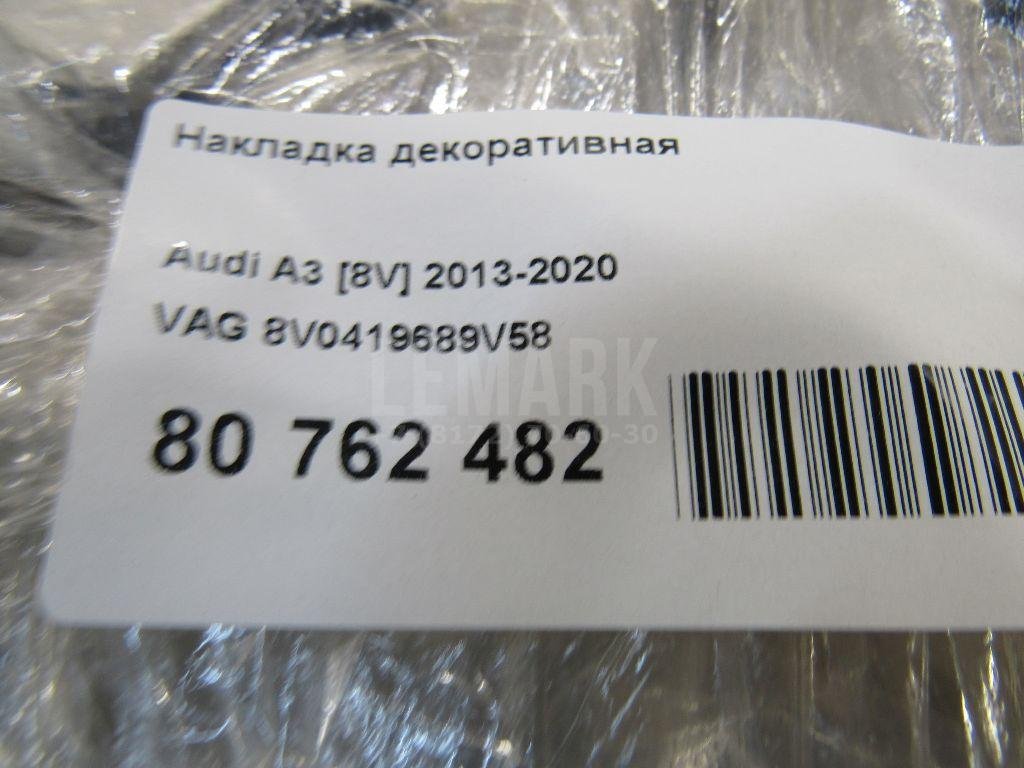 Накладка декоративная
Audi A3 [8V] 2013-2020
VAG 8V0419689V58
LEMARK
80 762 482